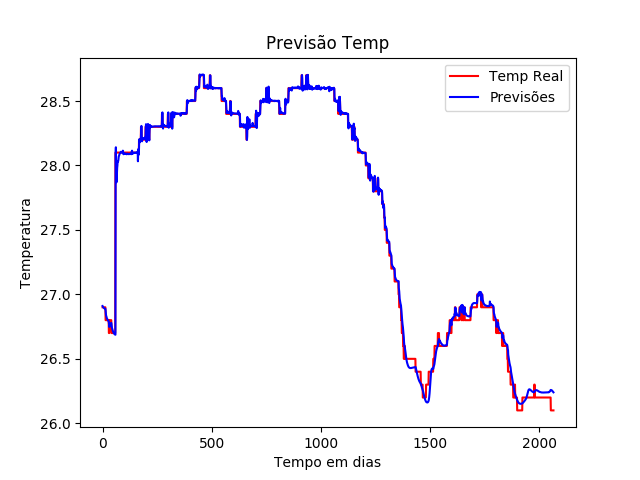 Previsão Temp
Temp Real
Previsões
28.5
28.0
27.5
27.0
26.5
26.0
Temperatura
0
500
1000
1500
2000
Tempo em dias